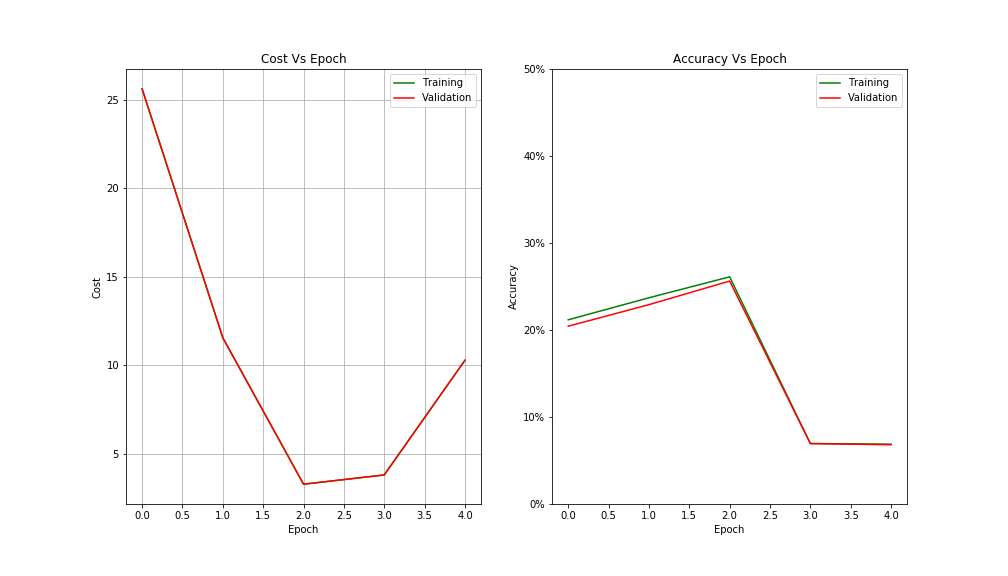 Cost Vs Epoch
Training
Validation
25
20
15
10
5
Cost
0.0 0.5 1.0 1.5 2.0 2.5 3.0 3.5 4.0
Epoch
Accuracy Vs Epoch
Training
Validation
50%
40%
30%
20%
10%
0%
Accuracy
0.0 0.5 1.0 1.5 2.0 2.5 3.0 3.5 4.0
Epoch